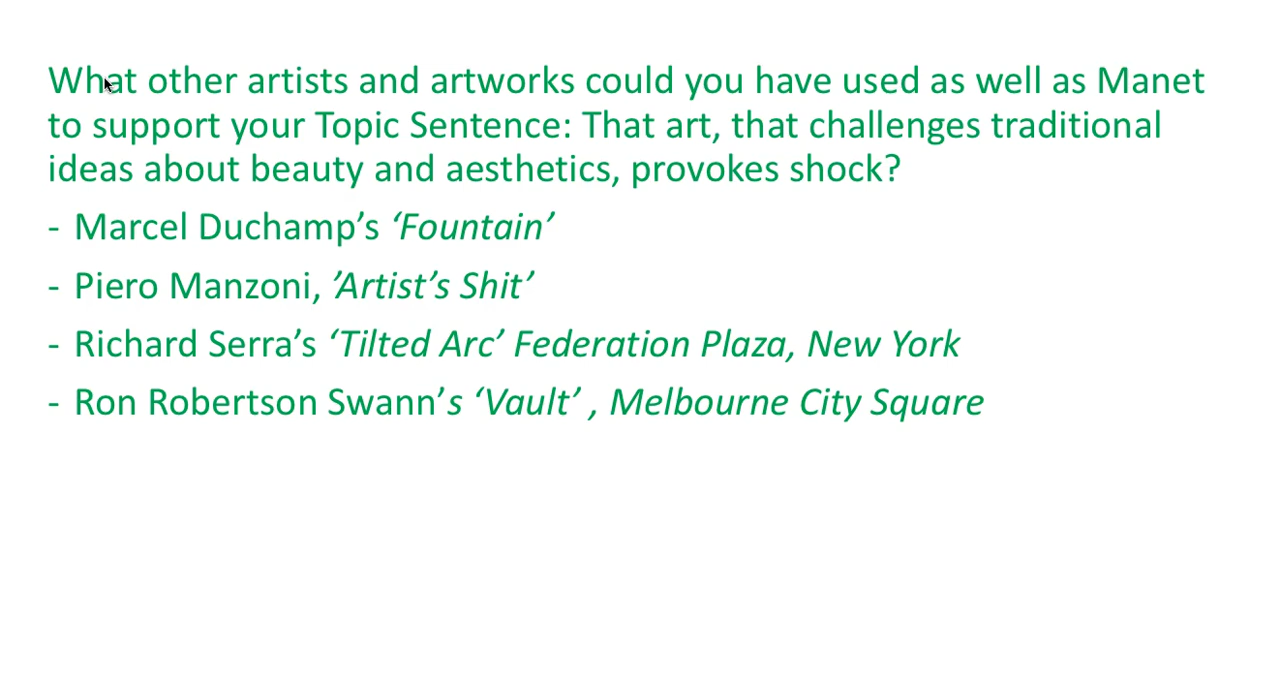 What other artists and artworks could you have used as well as Manet
to support your Topic Sentence: That art, that challenges traditional
ideas about beauty and aesthetics, provokes shock?
- Marcel Duchamp’s ‘Fountain’
- Piero Manzoni, ’Artist’s Shit’
- Richard Serra’s ‘Tilted Arc’ Federation Plaza, New York
- Ron Robertson Swann’s ‘Vault’ , Melbourne City Square